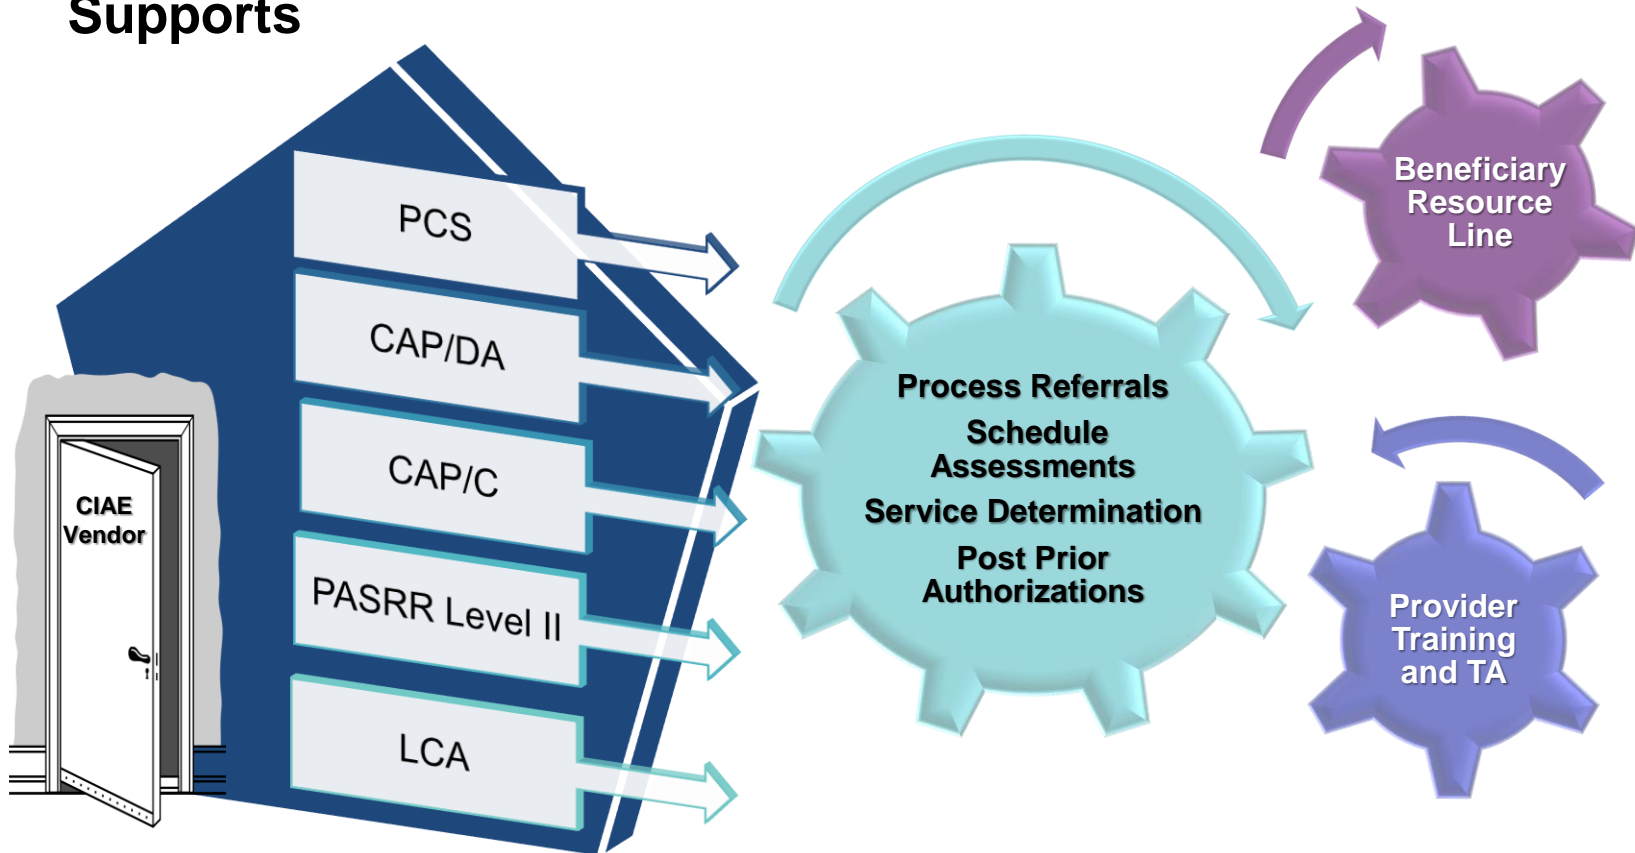 Supports
PCS
CAP/DA
CAP/C
PASRR Level II
LCA
CIAE
Vendor
Process Referrals
Schedule
Assessments
Service Determination
Post Prior
Authorizations
Beneficiary
Resource
Line
Provider
Training
and TA